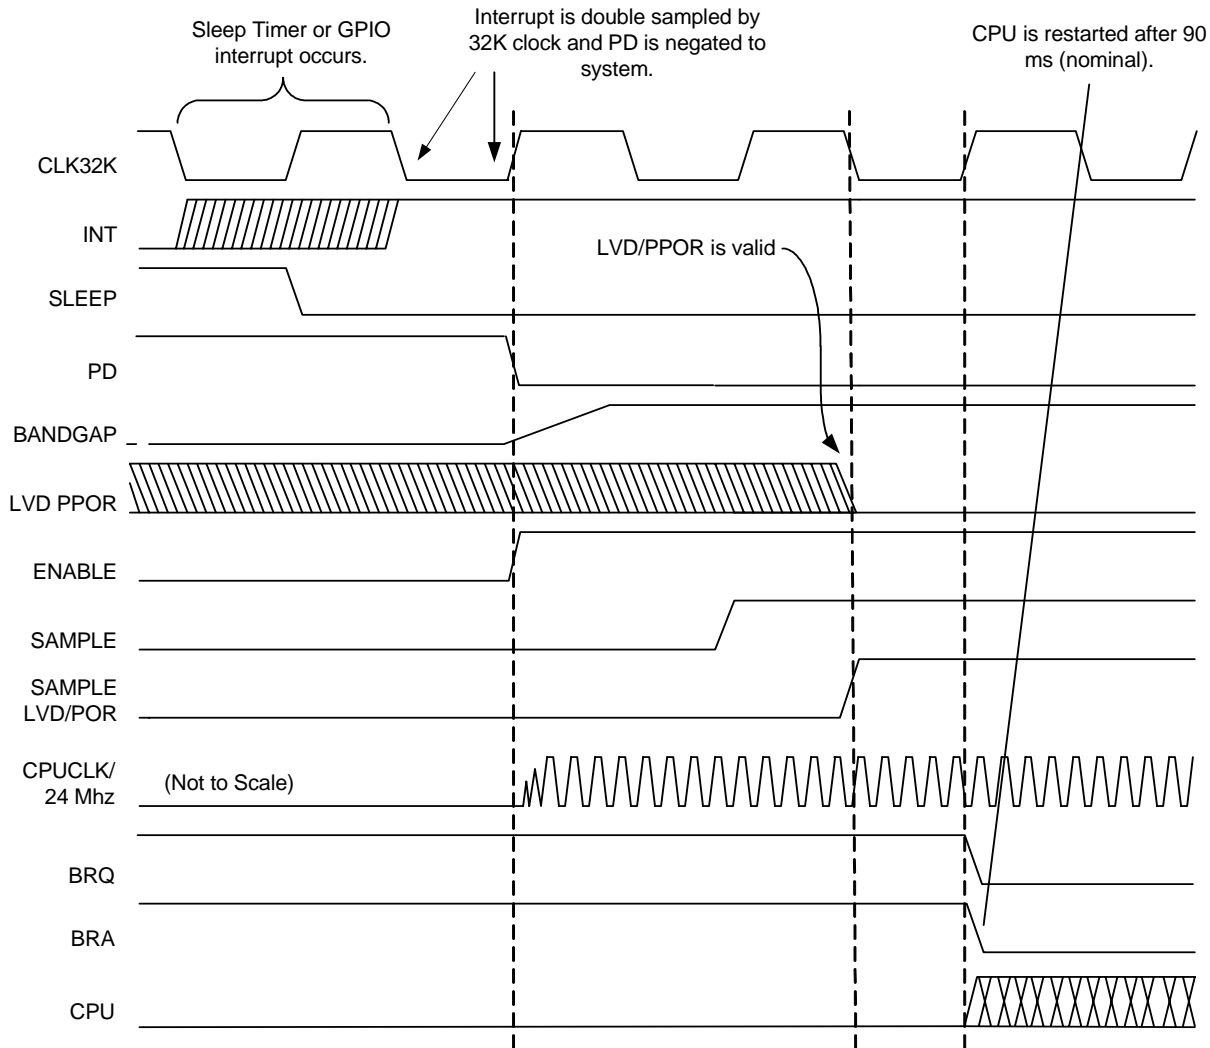 Sleep Timer or GPIO
interrupt occurs.
Interrupt is double sampled by
32K clock and PD is negated to
system.
CPU is restarted after 90
ms (nominal).
CLK32K
INT
LVD/PPOR is valid
SLEEP
PD
BANDGAP
LVD PPOR
ENABLE
SAMPLE
SAMPLE
LVD/POR
CPUCLK/
24 Mhz
(Not to Scale)
BRQ
BRA
CPU